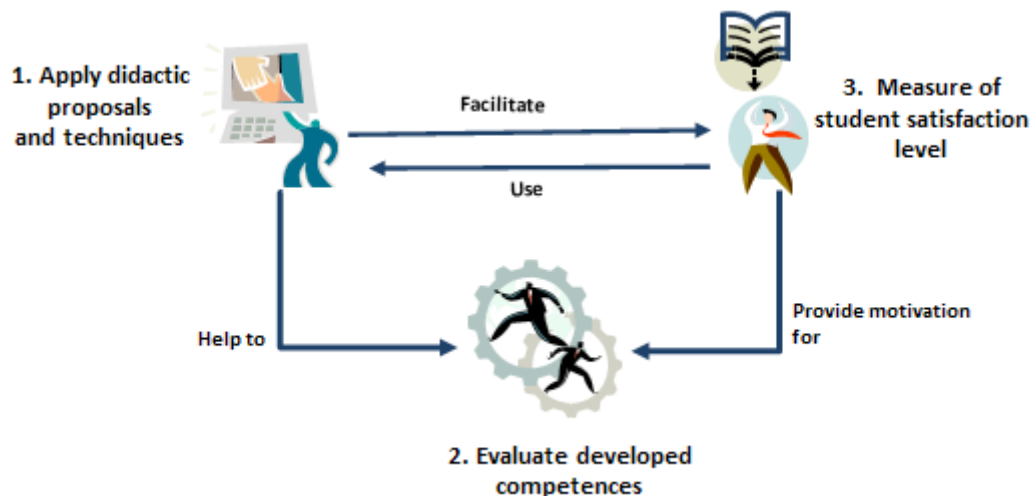 1. Apply didactic
proposals
and techniques
Facilitate
Use
3. Measure of
student satisfaction
level
Help to
Provide motivation
for
2. Evaluate developed
competences